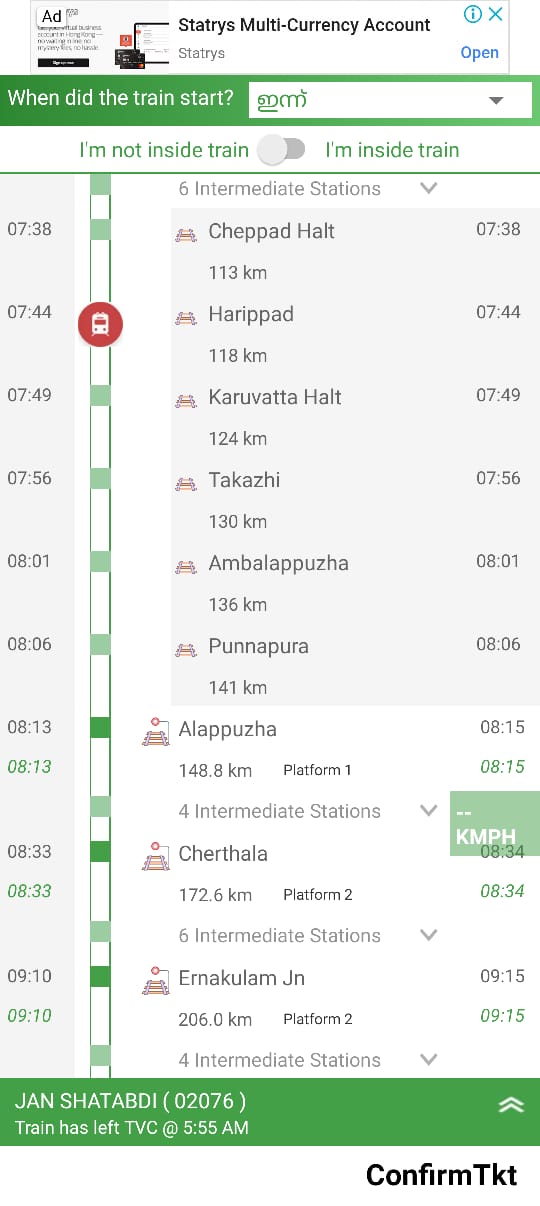 Ad
Statrys Multi-Currency Account
Statrys
Open
When did the train start? ഇന്ന്
I'm not inside train I'm inside train
6 Intermediate Stations
07:38 Cheppad Halt 07:38
113 km
07:44 Harippad 07:44
118 km
07:49 Karuvatta Halt 07:49
124 km
07:56 Takazhi 07:56
130 km
08:01 Ambalappuzha 08:01
136 km
08:06 Punnapura 08:06
141 km
08:13 Alappuzha 08:15
08:13 148.8 km Platform 1 08:15
4 Intermediate Stations --
KMPH
08:33 Cherthala 08:34
08:33 172.6 km Platform 2 08:34
6 Intermediate Stations
09:10 Ernakulam Jn 09:15
09:10 206.0 km Platform 2 09:15
4 Intermediate Stations
JAN SHATABDI ( 02076 )
Train has left TVC @ 5:55 AM
ConfirmTkt